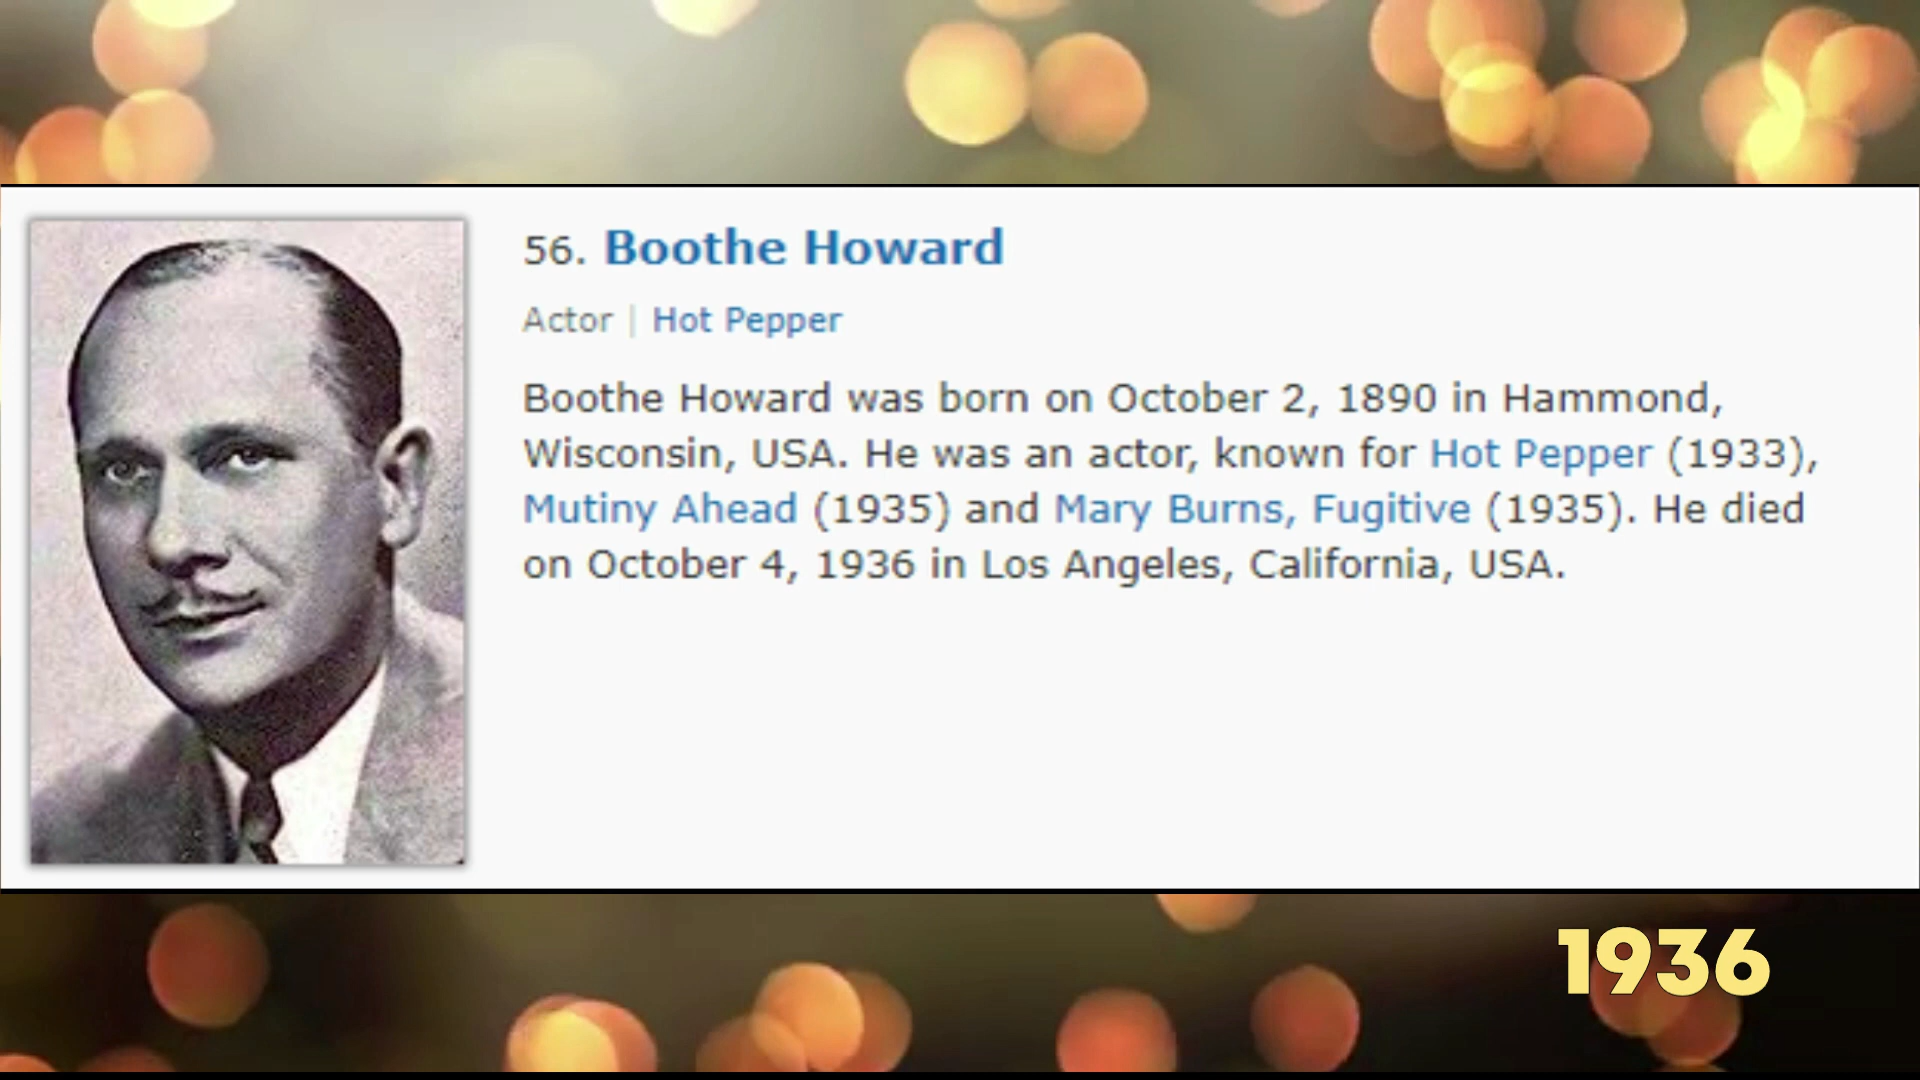 56. Boothe Howard
Actor | Hot Pepper
Boothe Howard was born on October 2, 1890 in Hammond,
Wisconsin, USA. He was an actor, known for Hot Pepper (1933),
Mutiny Ahead (1935) and Mary Burns, Fugitive (1935). He died
on October 4, 1936 in Los Angeles, California, USA.
1936